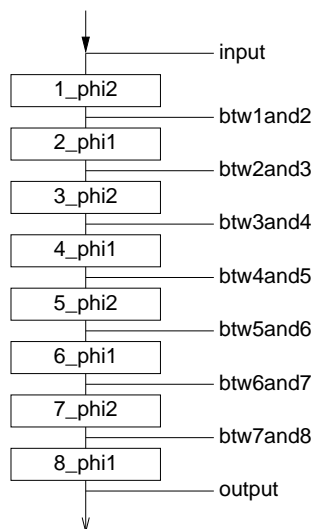 input
1_phi2
btw1and2
2_phi1
btw2and3
3_phi2
btw3and4
4_phi1
btw4and5
5_phi2
btw5and6
6_phi1
btw6and7
7_phi2
btw7and8
8_phi1
output